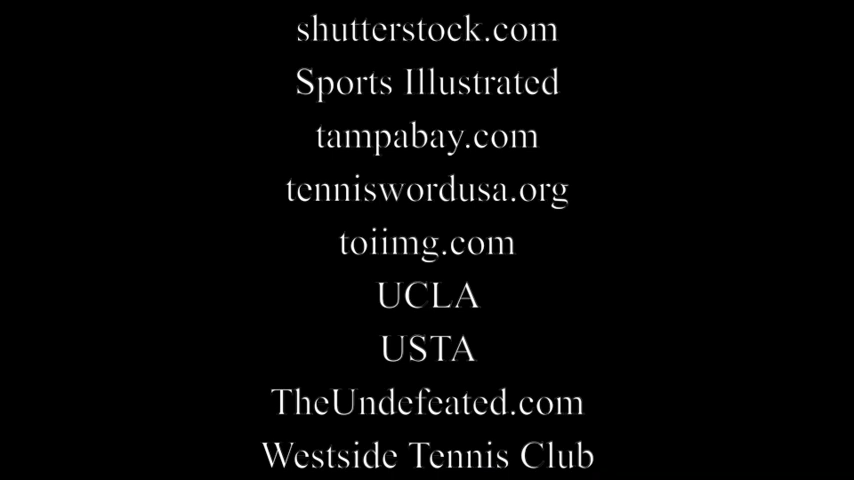 shutterstock.com
Sports Illustrated
tampabay.com
tenniswordusa.org
toiimg.com
UCLA
USTA
TheUndefeated.com
Westside Tennis Club